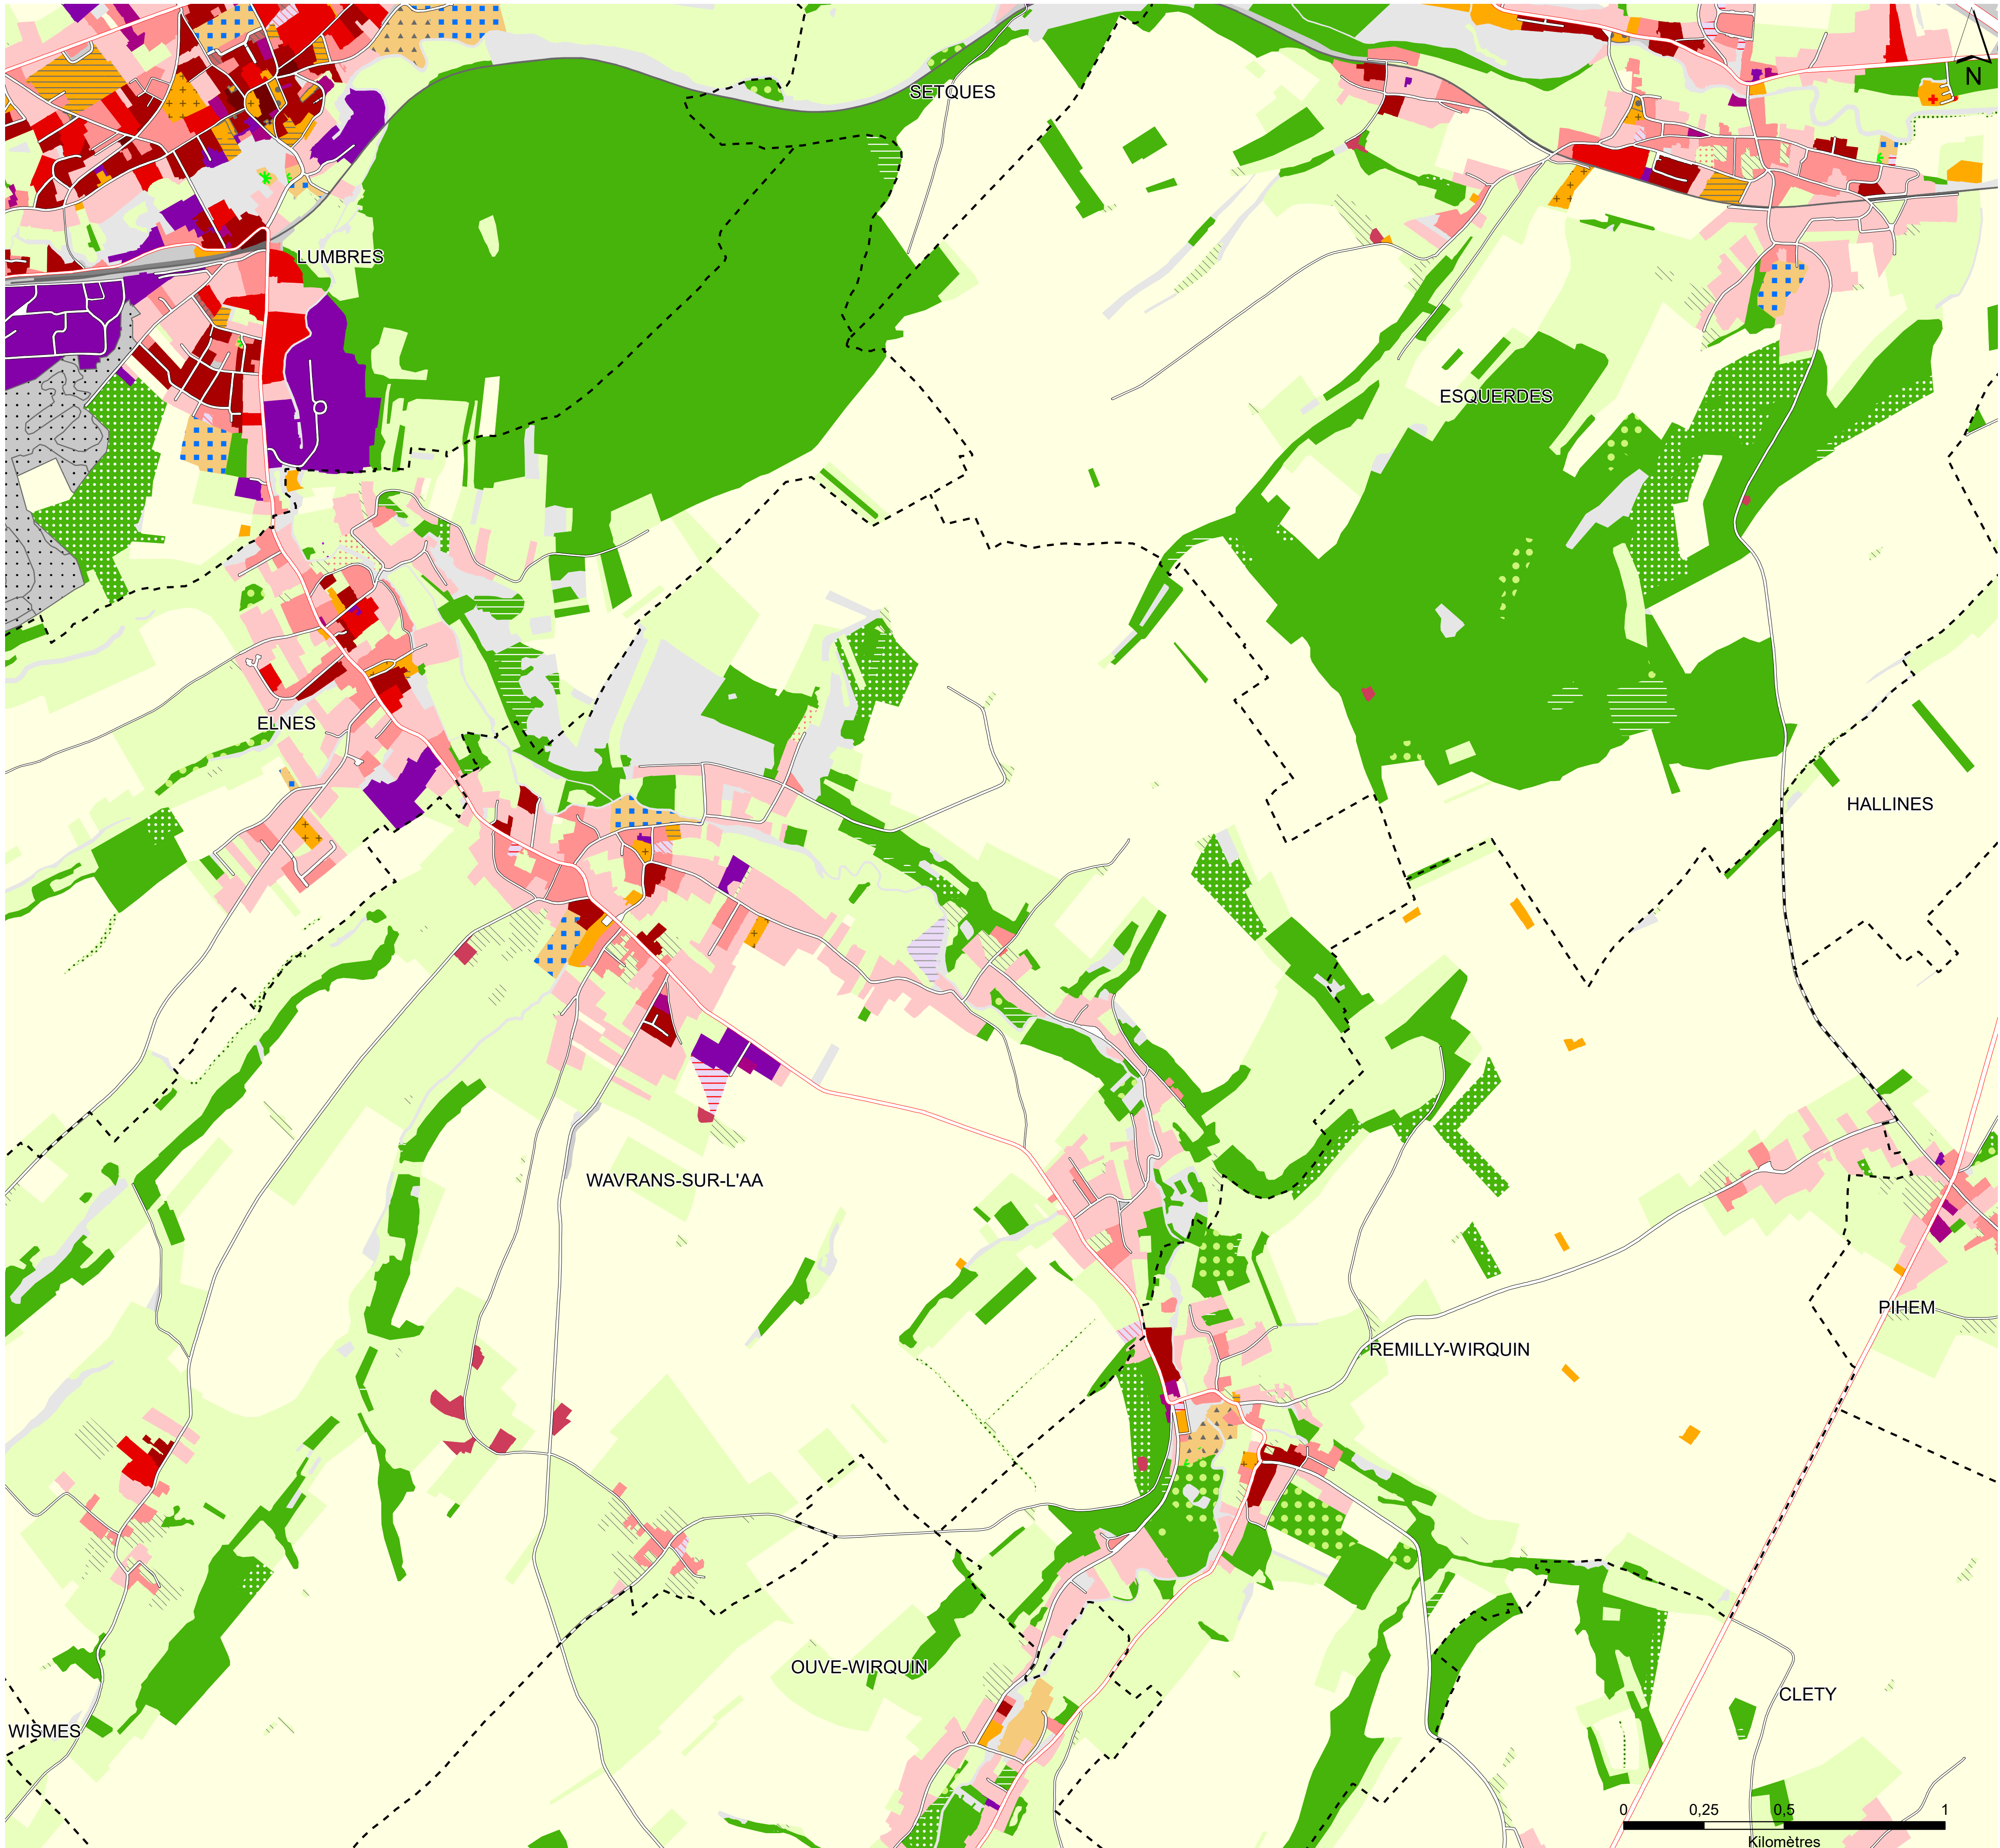 N
SETQUES
LUMBRES
ESQUERDES
ELNES
HALLINES
WAVRANS-SUR-L'AA
PIHEM
REMILLY-WIRQUIN
OUVE-WIRQUIN
CLETY
WISMES
0 0,25 0,5 1
Kilomètres